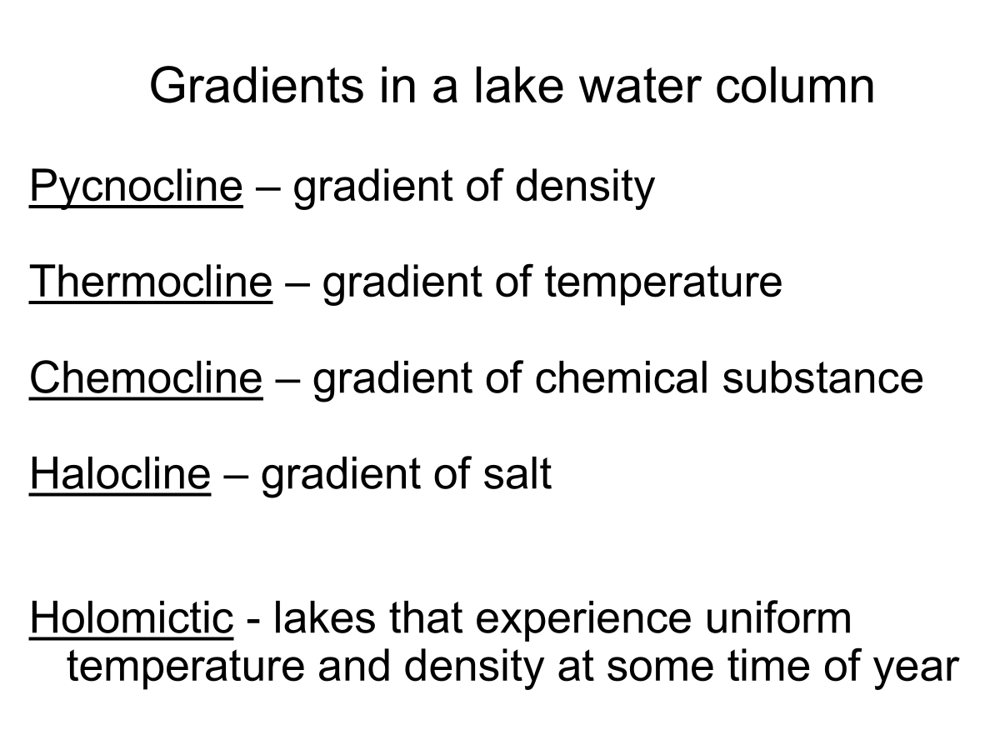 Gradients in a lake water column
Pycnocline – gradient of density
Thermocline – gradient of temperature
Chemocline – gradient of chemical substance
Halocline – gradient of salt
Holomictic - lakes that experience uniform
temperature and density at some time of year